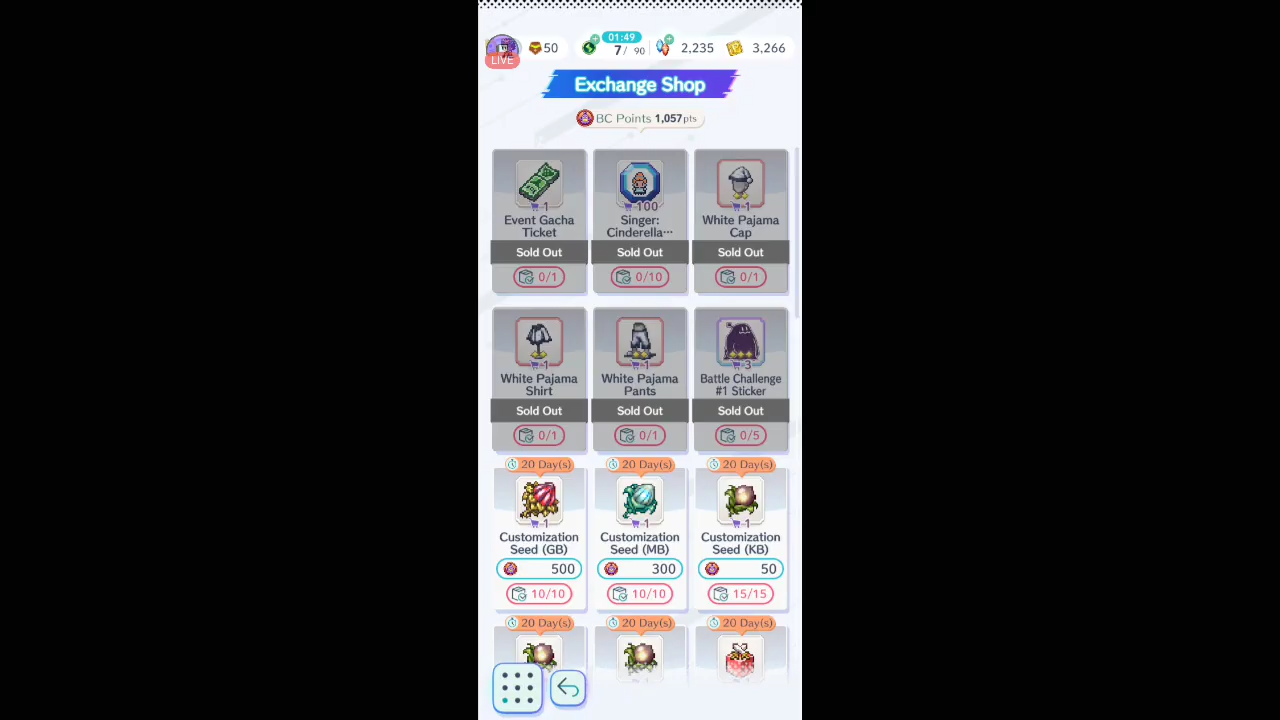 LIVE
50
01:49
7/ 90
2,235
3,266
Exchange Shop
BC Points 1,057pts
1
Event Gacha
Ticket
Sold Out
0/1
100
Singer:
Cinderella…
Sold Out
0/10
1
White Pajama
Cap
Sold Out
0/1
1
White Pajama
Shirt
Sold Out
0/1
1
White Pajama
Pants
Sold Out
0/1
3
Battle Challenge
#1 Sticker
Sold Out
0/5
20 Day(s)
1
Customization
Seed (GB)
500
10/10
20 Day(s)
1
Customization
Seed (MB)
300
10/10
20 Day(s)
1
Customization
Seed (KB)
50
15/15
20 Day(s)
20 Day(s)
20 Day(s)